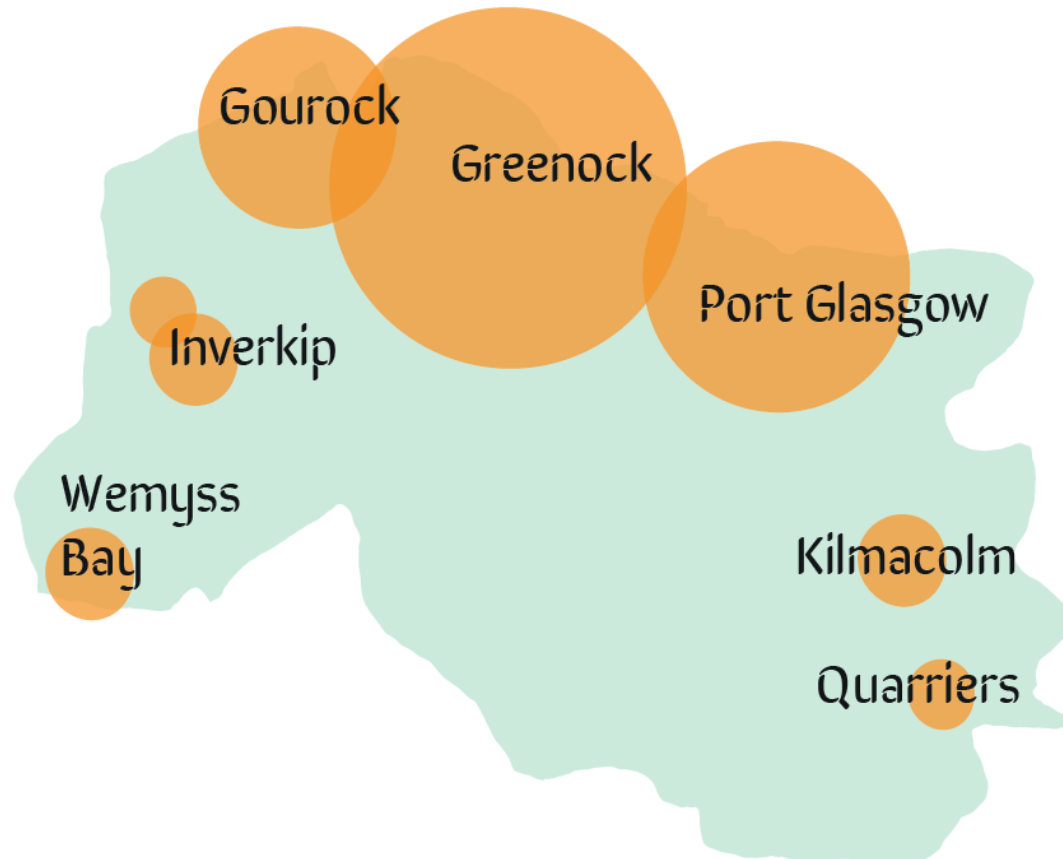 Gourock
Greenock
Port Glasgow
Inverkip
Wemyss
Bay
Kilmacolm
Quarriers